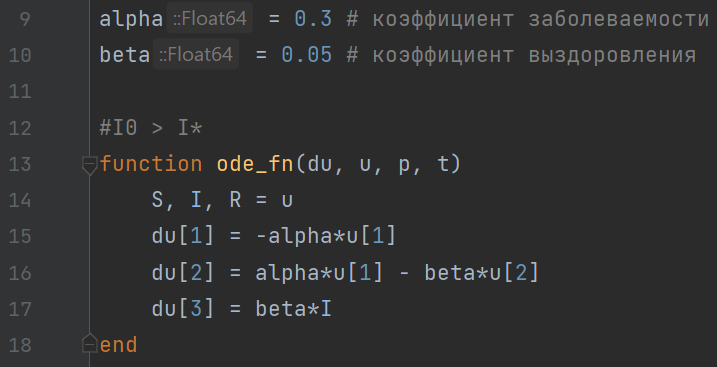 9 alpha ::Float64 = 0.3 # коэффициент заболеваемости
10 beta ::Float64 = 0.05 # коэффициент выздоровления
11
12 #I0 > I*
13 function ode_fn(du, u, p, t)
14     S, I, R = u
15     du[1] = -alpha*u[1]
16     du[2] = alpha*u[1] - beta*u[2]
17     du[3] = beta*I
18 end